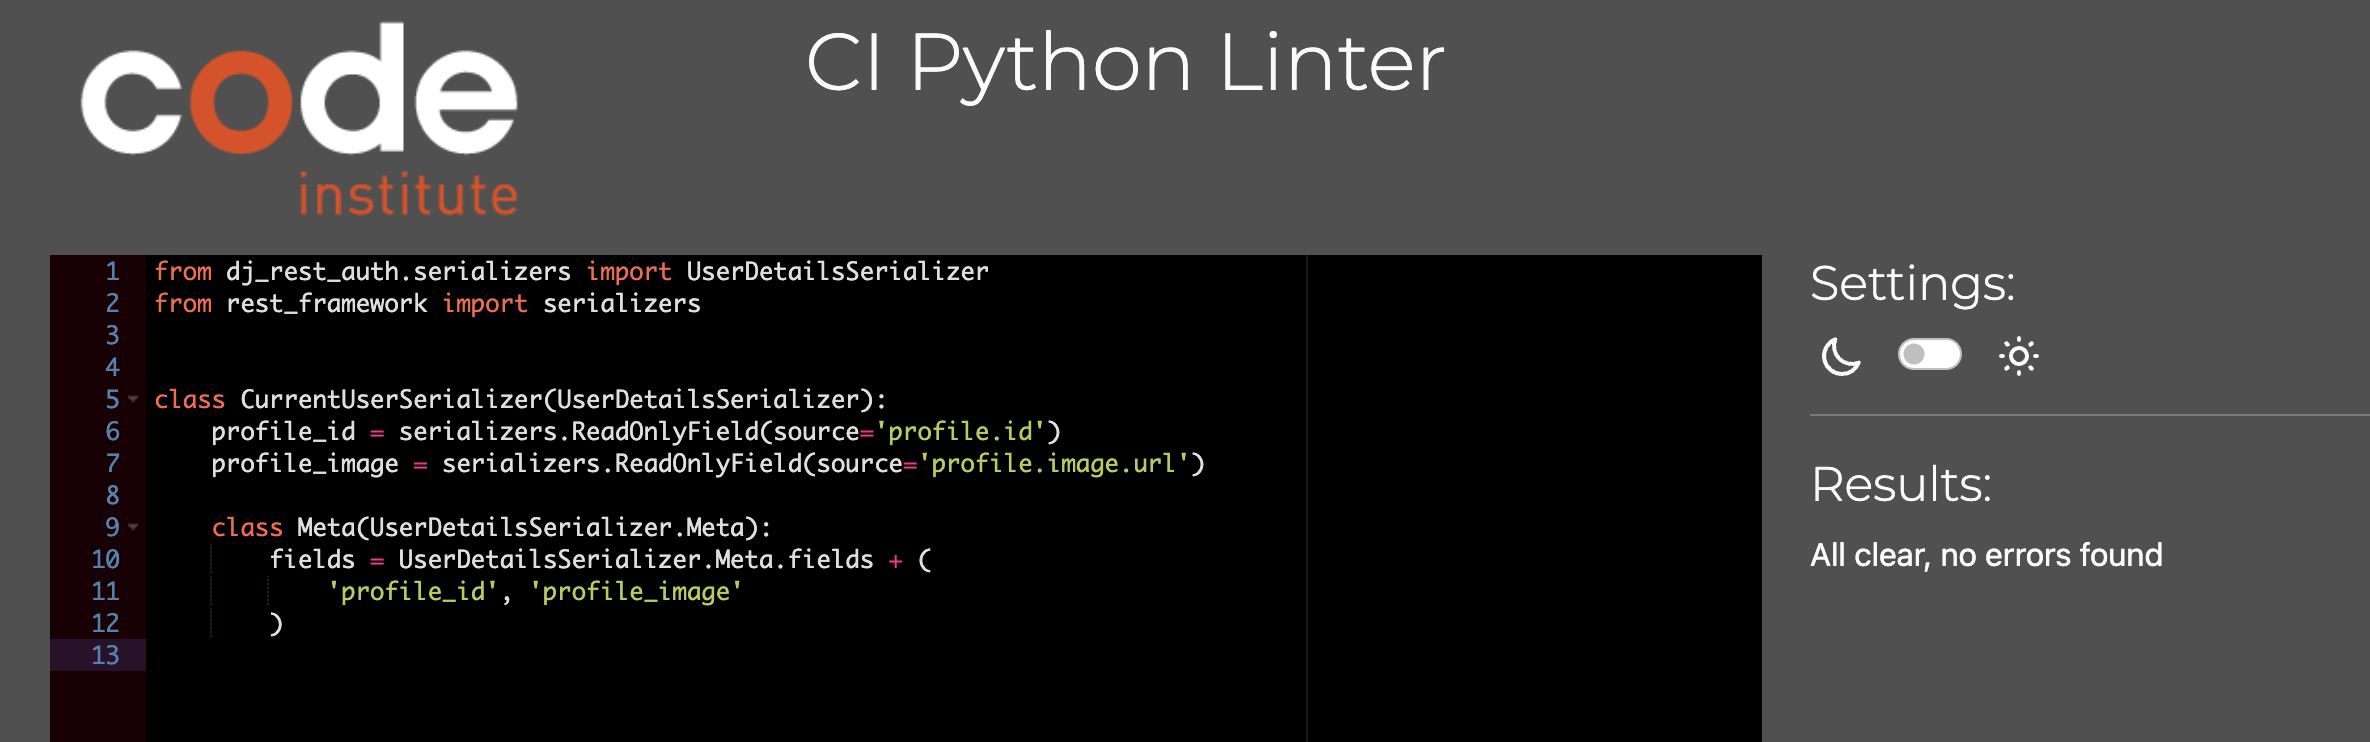 code
institute
CI Python Linter
1 from dj_rest_auth.serializers import UserDetailsSerializer
2 from rest_framework import serializers
3
4
5 class CurrentUserSerializer(UserDetailsSerializer):
6     profile_id = serializers.ReadOnlyField(source='profile.id')
7     profile_image = serializers.ReadOnlyField(source='profile.image.url')
8
9     class Meta(UserDetailsSerializer.Meta):
10         fields = UserDetailsSerializer.Meta.fields + (
11             'profile_id', 'profile_image'
12         )
13
Settings:
Results:
All clear, no errors found